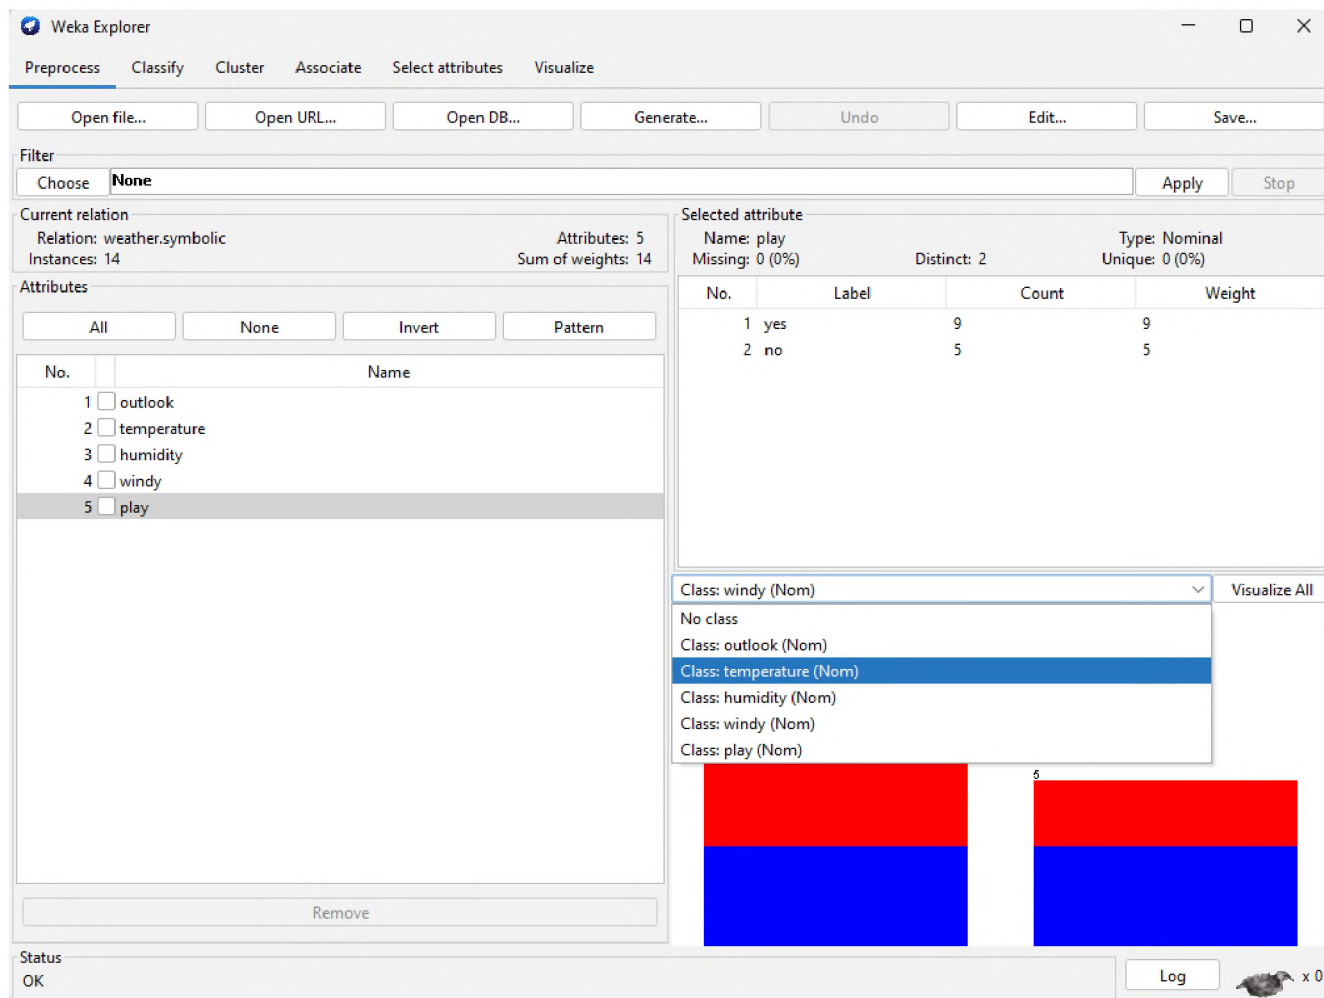 Weka Explorer
Preprocess Classify Cluster Associate Select attributes Visualize
Open file... Open URL... Open DB... Generate... Undo Edit... Save...
Filter
Choose None Apply Stop
Current relation
Relation: weather.symbolic Attributes: 5
Instances: 14 Sum of weights: 14
Attributes
All None Invert Pattern
No. Name
1 outlook
2 temperature
3 humidity
4 windy
5 play
Remove
Selected attribute
Name: play Type: Nominal
Missing: 0 (0%) Distinct: 2 Unique: 0 (0%)
No. Label Count Weight
1 yes 9 9
2 no 5 5
Class: windy (Nom) Visualize All
No class
Class: outlook (Nom)
Class: temperature (Nom)
Class: humidity (Nom)
Class: windy (Nom)
Class: play (Nom)
5
Status
OK Log x 0